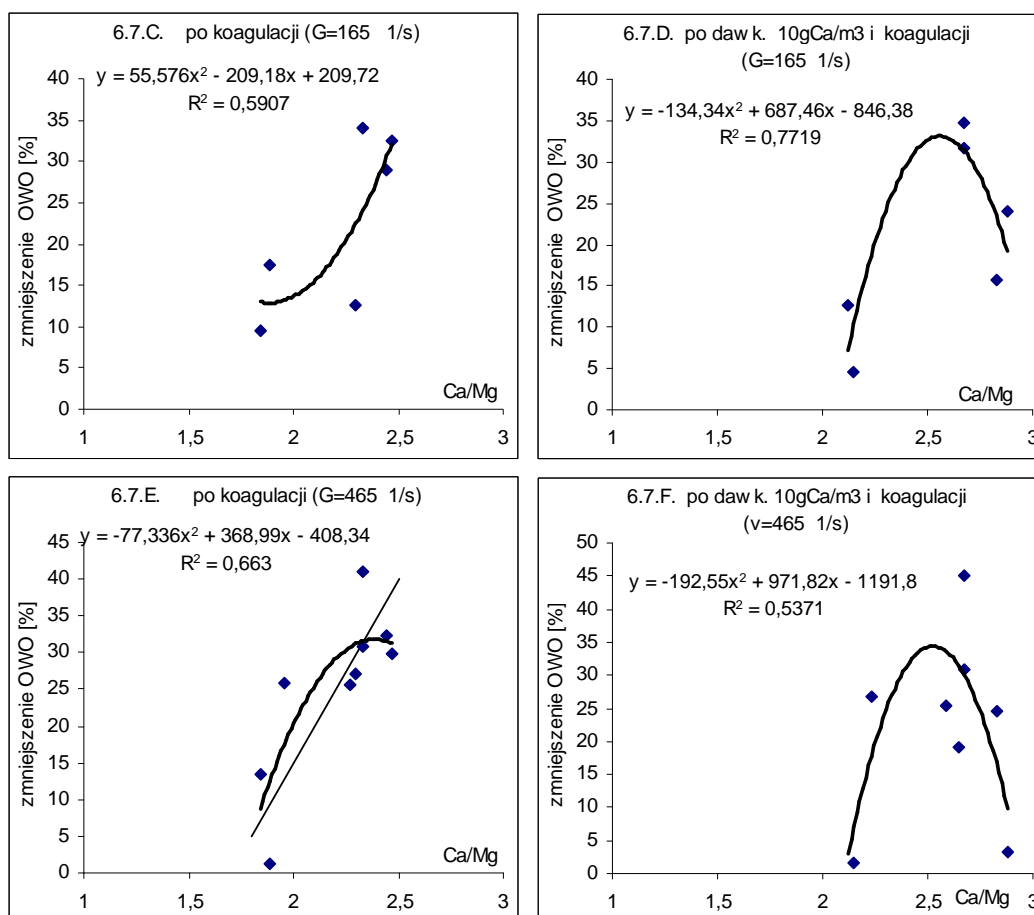 6.7.C. po koagulacji (G=165 1/s)
y = 55,576x² - 209,18x + 209,72
R² = 0,5907
zmniejszenie OWO [%]
40
35
30
25
20
15
10
5
0
Ca/Mg
1 1,5 2 2,5 3
6.7.D. po dawk. 10gCa/m3 i koagulacji
(G=165 1/s)
y = -134,34x² + 687,46x - 846,38
R² = 0,7719
zmniejszenie OWO [%]
40
35
30
25
20
15
10
5
0
Ca/Mg
1 1,5 2 2,5 3
6.7.E. po koagulacji (G=465 1/s)
y = -77,336x² + 368,99x - 408,34
R² = 0,663
zmniejszenie OWO [%]
45
40
35
30
25
20
15
10
5
0
Ca/Mg
1 1,5 2 2,5 3
6.7.F. po dawk. 10gCa/m3 i koagulacji
(v=465 1/s)
y = -192,55x² + 971,82x - 1191,8
R² = 0,5371
zmniejszenie OWO [%]
50
45
40
35
30
25
20
15
10
5
0
1 1,5 2 2,5 Ca/Mg 3